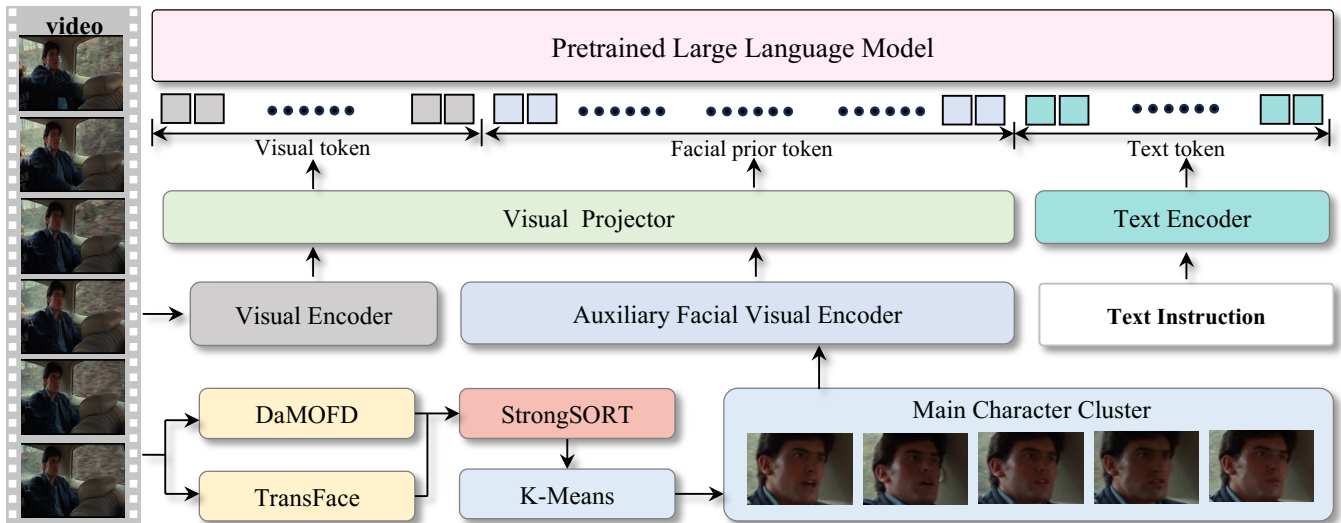 video
Pretrained Large Language Model
Visual token
Facial prior token
Text token
Visual Projector
Text Encoder
Visual Encoder
Auxiliary Facial Visual Encoder
Text Instruction
DaMOFD
StrongSORT
Main Character Cluster
TransFace
K-Means